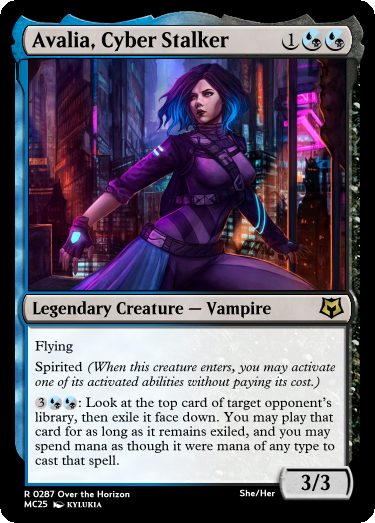 Avalia, Cyber Stalker 1
Legendary Creature — Vampire
Flying
Spirited (When this creature enters, you may activate
one of its activated abilities without paying its cost.)
3 : Look at the top card of target opponent's
library, then exile it face down. You may play that
card for as long as it remains exiled, and you may
spend mana as though it were mana of any type to
cast that spell.
3/3
R 0287 Over the Horizon She/Her
MC25 KYLUKIA